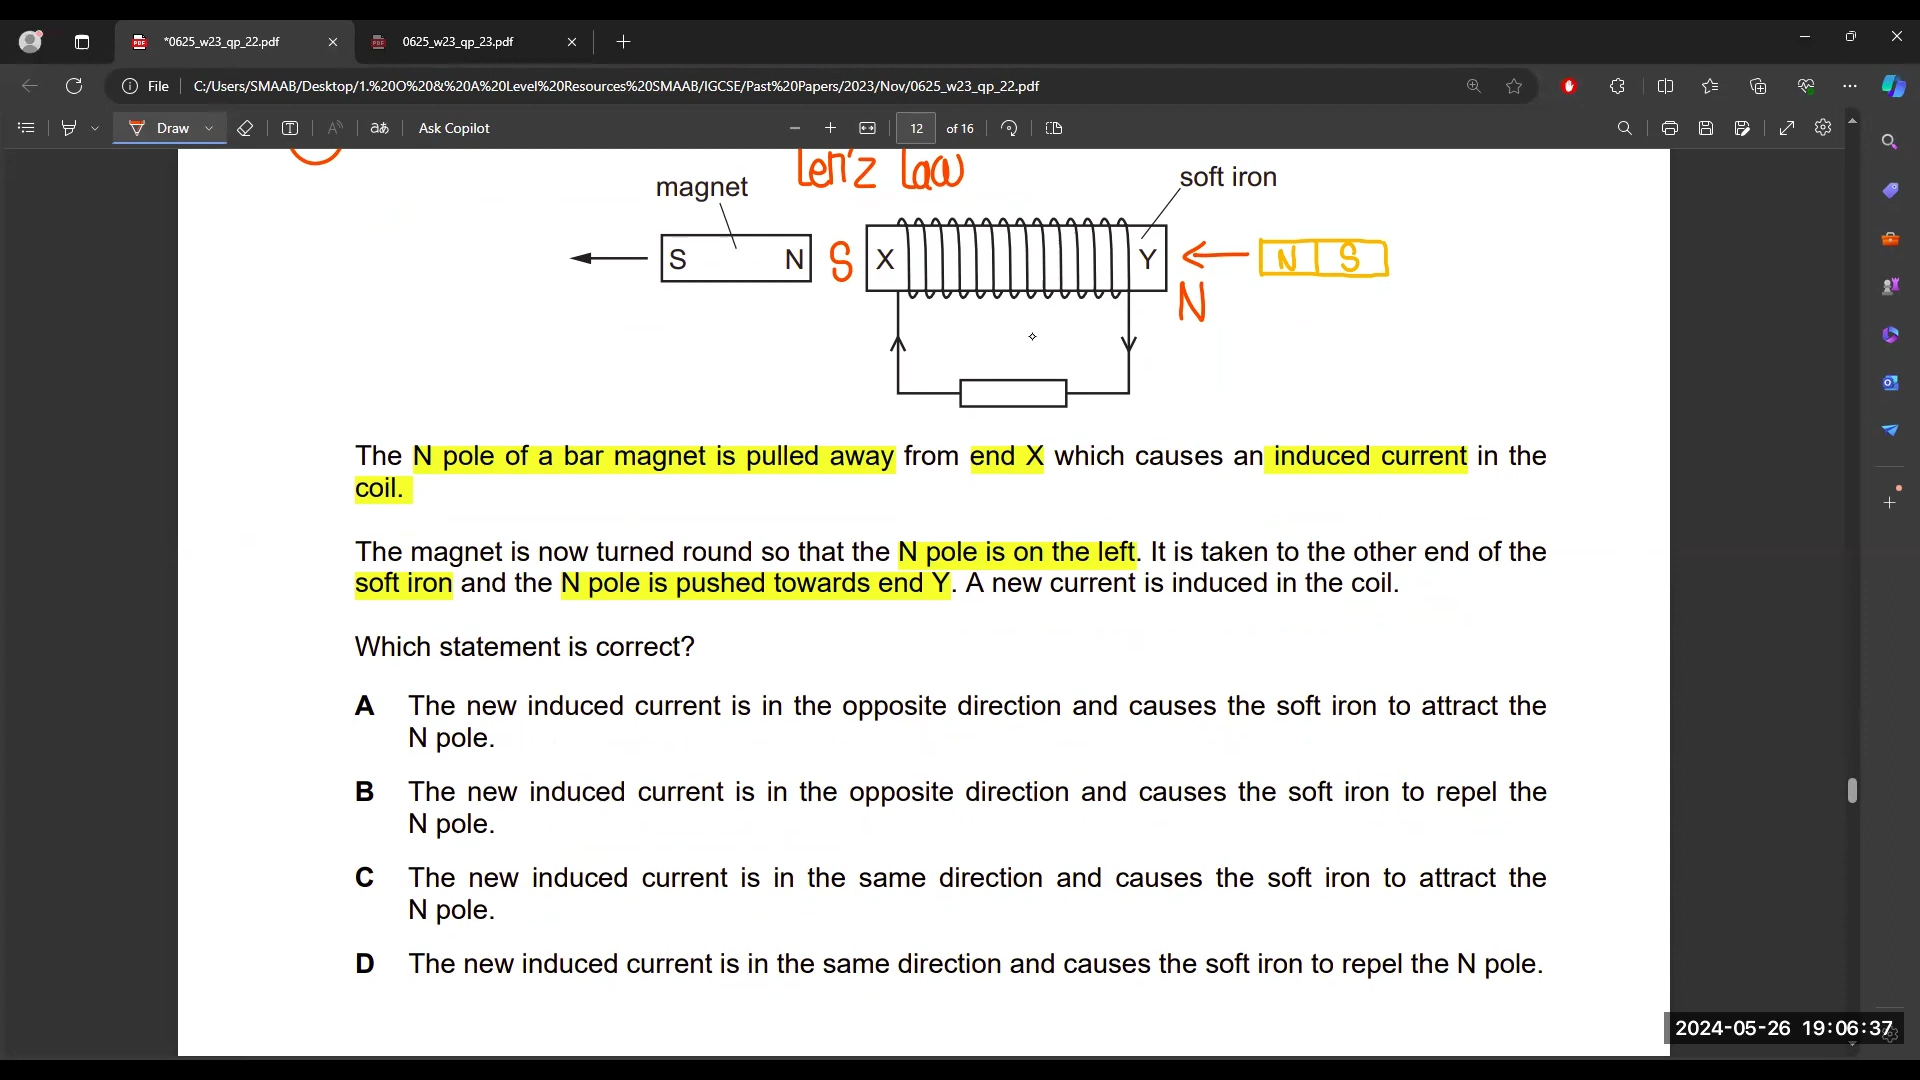 *0625_w23_qp_22.pdf
0625_w23_qp_23.pdf
File
C:/Users/SMAAB/Desktop/1.%20O%20&%20A%20Level%20Resources%20SMAAB/IGCSE/Past%20Papers/2023/Nov/0625_w23_qp_22.pdf
Draw
Ask Copilot
12 of 16
Len'z law
magnet
soft iron
S N S X Y N S
N
The N pole of a bar magnet is pulled away from end X which causes an induced current in the
coil.
The magnet is now turned round so that the N pole is on the left. It is taken to the other end of the
soft iron and the N pole is pushed towards end Y. A new current is induced in the coil.
Which statement is correct?
A The new induced current is in the opposite direction and causes the soft iron to attract the
N pole.
B The new induced current is in the opposite direction and causes the soft iron to repel the
N pole.
C The new induced current is in the same direction and causes the soft iron to attract the
N pole.
D The new induced current is in the same direction and causes the soft iron to repel the N pole.
2024-05-26 19:06:37